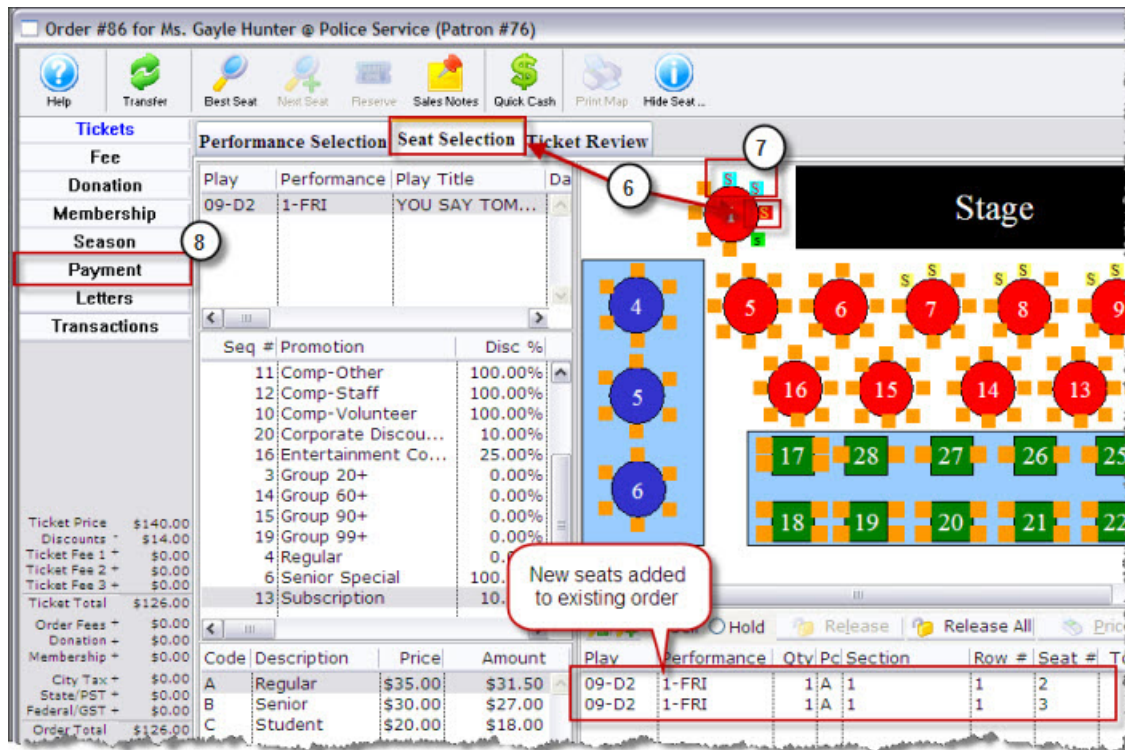 Order #86 for Ms. Gayle Hunter @ Police Service (Patron #76)
Help Transfer Best Seat Next Seat Reserve Sales Notes Quick Cash Print Map Hide Seat ...
Tickets
Fee
Donation
Membership
Season
Payment
Letters
Transactions
8
Performance Selection Seat Selection Ticket Review
6
7
Play Performance Play Title Da
09-D2 1-FRI YOU SAY TOM...
Seq # Promotion Disc %
11 Comp-Other 100.00%
12 Comp-Staff 100.00%
10 Comp-Volunteer 100.00%
20 Corporate Discou... 10.00%
16 Entertainment Co... 25.00%
3 Group 20+ 0.00%
14 Group 60+ 0.00%
15 Group 90+ 0.00%
19 Group 99+ 0.00%
4 Regular
6 Senior Special
13 Subscription
S
S
1 S
S
Stage
S S S S
4 5 6 7 8 9
5 16 15 14 13
6 17 28 27 26 25
18 19 20 21 22
New seats added
to existing order
Hold Release Release All
Ticket Price $140.00
Discounts - $14.00
Ticket Fee 1 + $0.00
Ticket Fee 2 + $0.00
Ticket Fee 3 + $0.00
Ticket Total $126.00
Order Fees + $0.00
Donation + $0.00
Membership + $0.00
City Tax + $0.00
State/PST + $0.00
Federal/GST + $0.00
Order Total $126.00
Code Description Price Amount
A Regular $35.00 $31.50
B Senior $30.00 $27.00
C Student $20.00 $18.00
Play Performance Qty Pc Section Row # Seat #
09-D2 1-FRI 1 A 1 1 2
09-D2 1-FRI 1 A 1 1 3